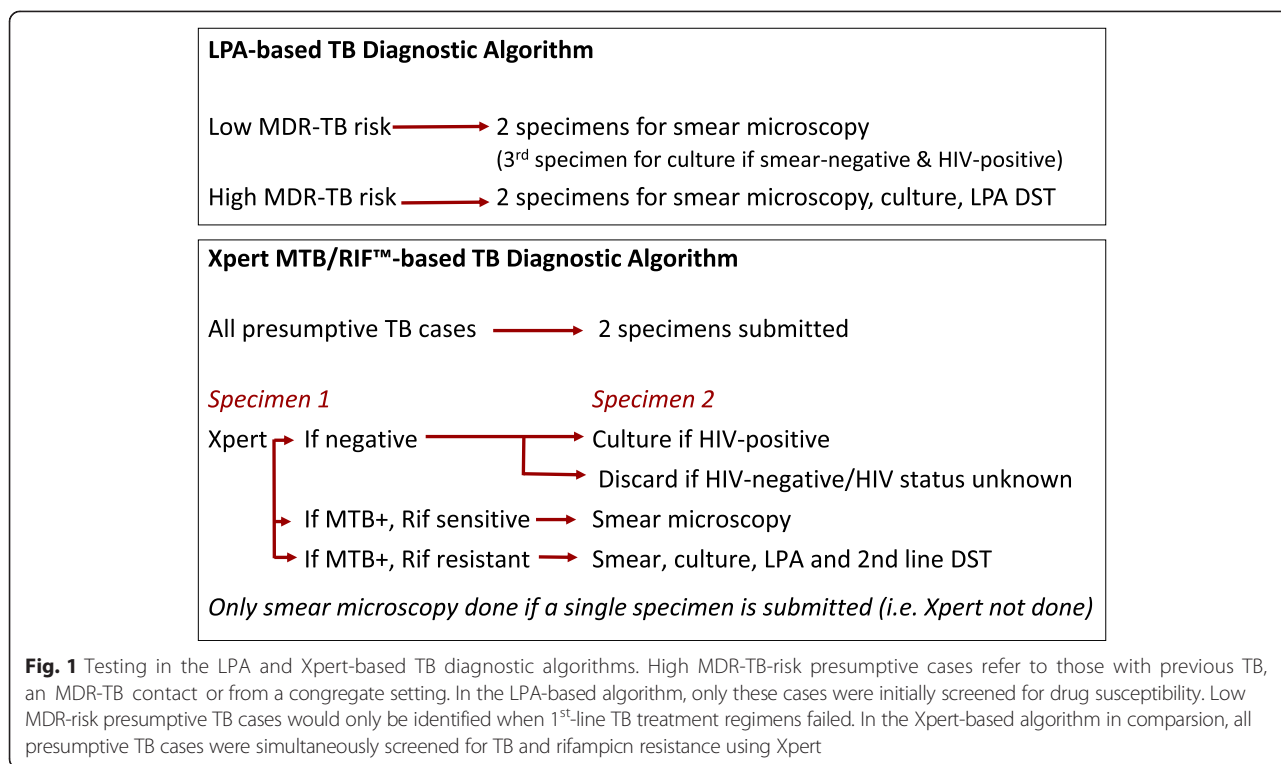 LPA-based TB Diagnostic Algorithm
Low MDR-TB risk 2 specimens for smear microscopy
(3rd specimen for culture if smear-negative & HIV-positive)
High MDR-TB risk 2 specimens for smear microscopy, culture, LPA DST
Xpert MTB/RIF™-based TB Diagnostic Algorithm
All presumptive TB cases 2 specimens submitted
Specimen 1 Specimen 2
Xpert If negative Culture if HIV-positive
Discard if HIV-negative/HIV status unknown
If MTB+, Rif sensitive Smear microscopy
If MTB+, Rif resistant Smear, culture, LPA and 2nd line DST
Only smear microscopy done if a single specimen is submitted (i.e. Xpert not done)
Fig. 1 Testing in the LPA and Xpert-based TB diagnostic algorithms. High MDR-TB-risk presumptive cases refer to those with previous TB,
an MDR-TB contact or from a congregate setting. In the LPA-based algorithm, only these cases were initially screened for drug susceptibility. Low
MDR-risk presumptive TB cases would only be identified when 1st-line TB treatment regimens failed. In the Xpert-based algorithm in comparsion, all
presumptive TB cases were simultaneously screened for TB and rifampicn resistance using Xpert